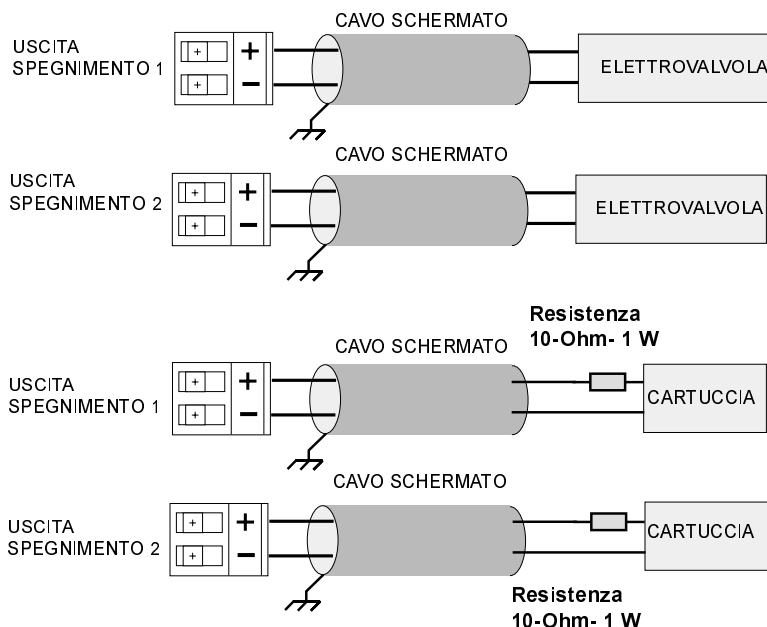 CAVO SCHERMATO
USCITA
SPEGNIMENTO 1
+
−
ELETTROVALVOLA
CAVO SCHERMATO
USCITA
SPEGNIMENTO 2
+
−
ELETTROVALVOLA
Resistenza
10-Ohm- 1 W
CAVO SCHERMATO
USCITA
SPEGNIMENTO 1
+
−
CARTUCCIA
CAVO SCHERMATO
USCITA
SPEGNIMENTO 2
+
−
CARTUCCIA
Resistenza
10-Ohm- 1 W